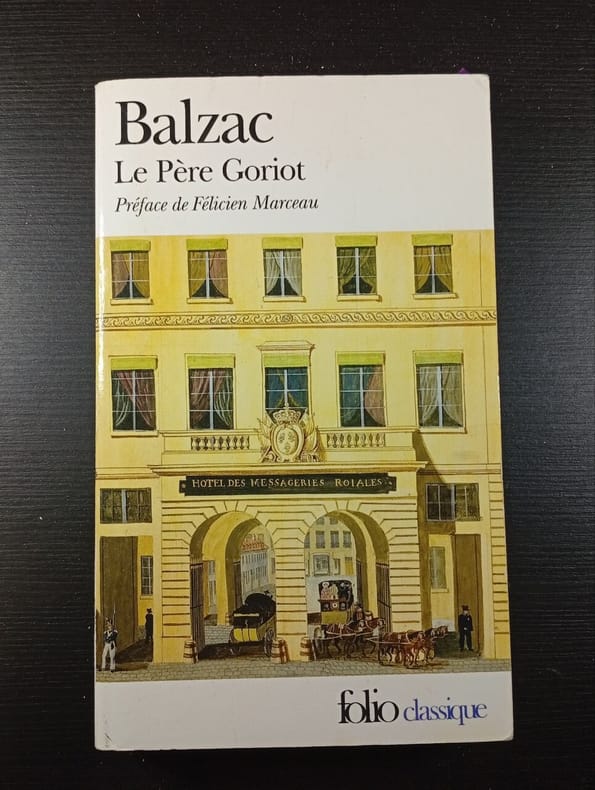 Balzac
Le Père Goriot
Préface de Félicien Marceau
HOTEL DES MESSAGERIES ROIALES
folio classique